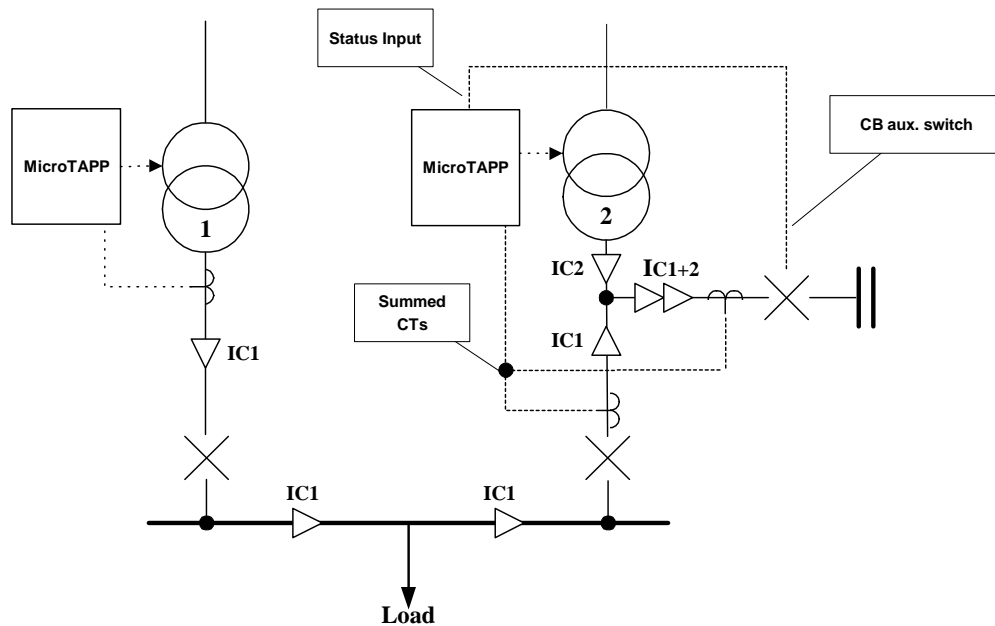 Status Input
CB aux. switch
MicroTAPP
MicroTAPP
1
2
IC2
IC1+2
Summed
CTs
IC1
IC1
IC1
IC1
Load